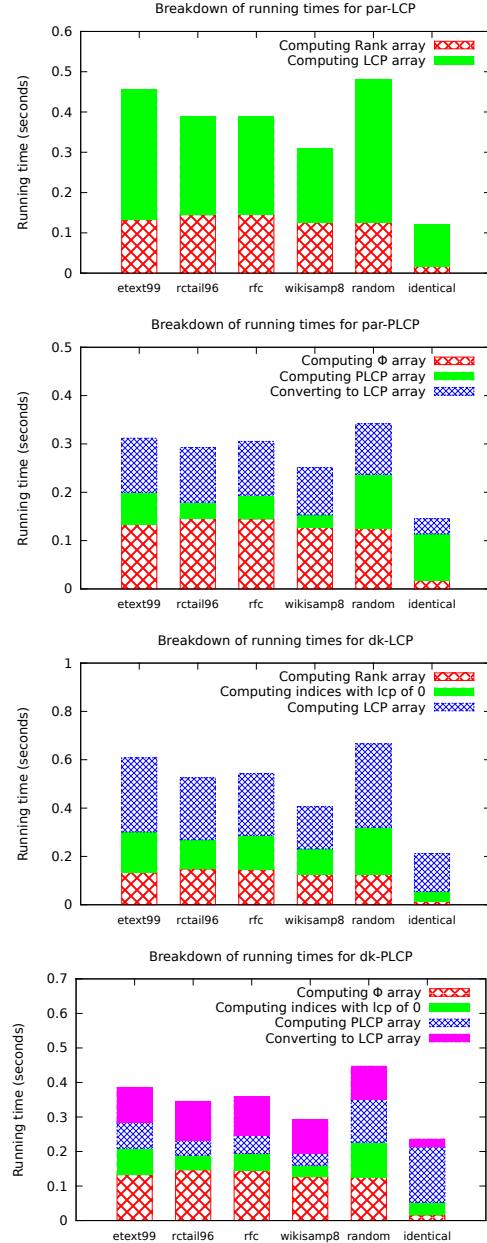 Breakdown of running times for par-LCP
Running time (seconds)
0.6
0.5
0.4
0.3
0.2
0.1
0
Computing Rank array
Computing LCP array
etext99 rctail96 rfc wikisamp8 random identical
Breakdown of running times for par-PLCP
Running time (seconds)
0.5
0.4
0.3
0.2
0.1
0
Computing Φ array
Computing PLCP array
Converting to LCP array
etext99 rctail96 rfc wikisamp8 random identical
Breakdown of running times for dk-LCP
Running time (seconds)
1
0.8
0.6
0.4
0.2
0
Computing Rank array
Computing indices with lcp of 0
Computing LCP array
etext99 rctail96 rfc wikisamp8 random identical
Breakdown of running times for dk-PLCP
Running time (seconds)
0.7
0.6
0.5
0.4
0.3
0.2
0.1
0
Computing Φ array
Computing indices with lcp of 0
Computing PLCP array
Converting to LCP array
etext99 rctail96 rfc wikisamp8 random identical